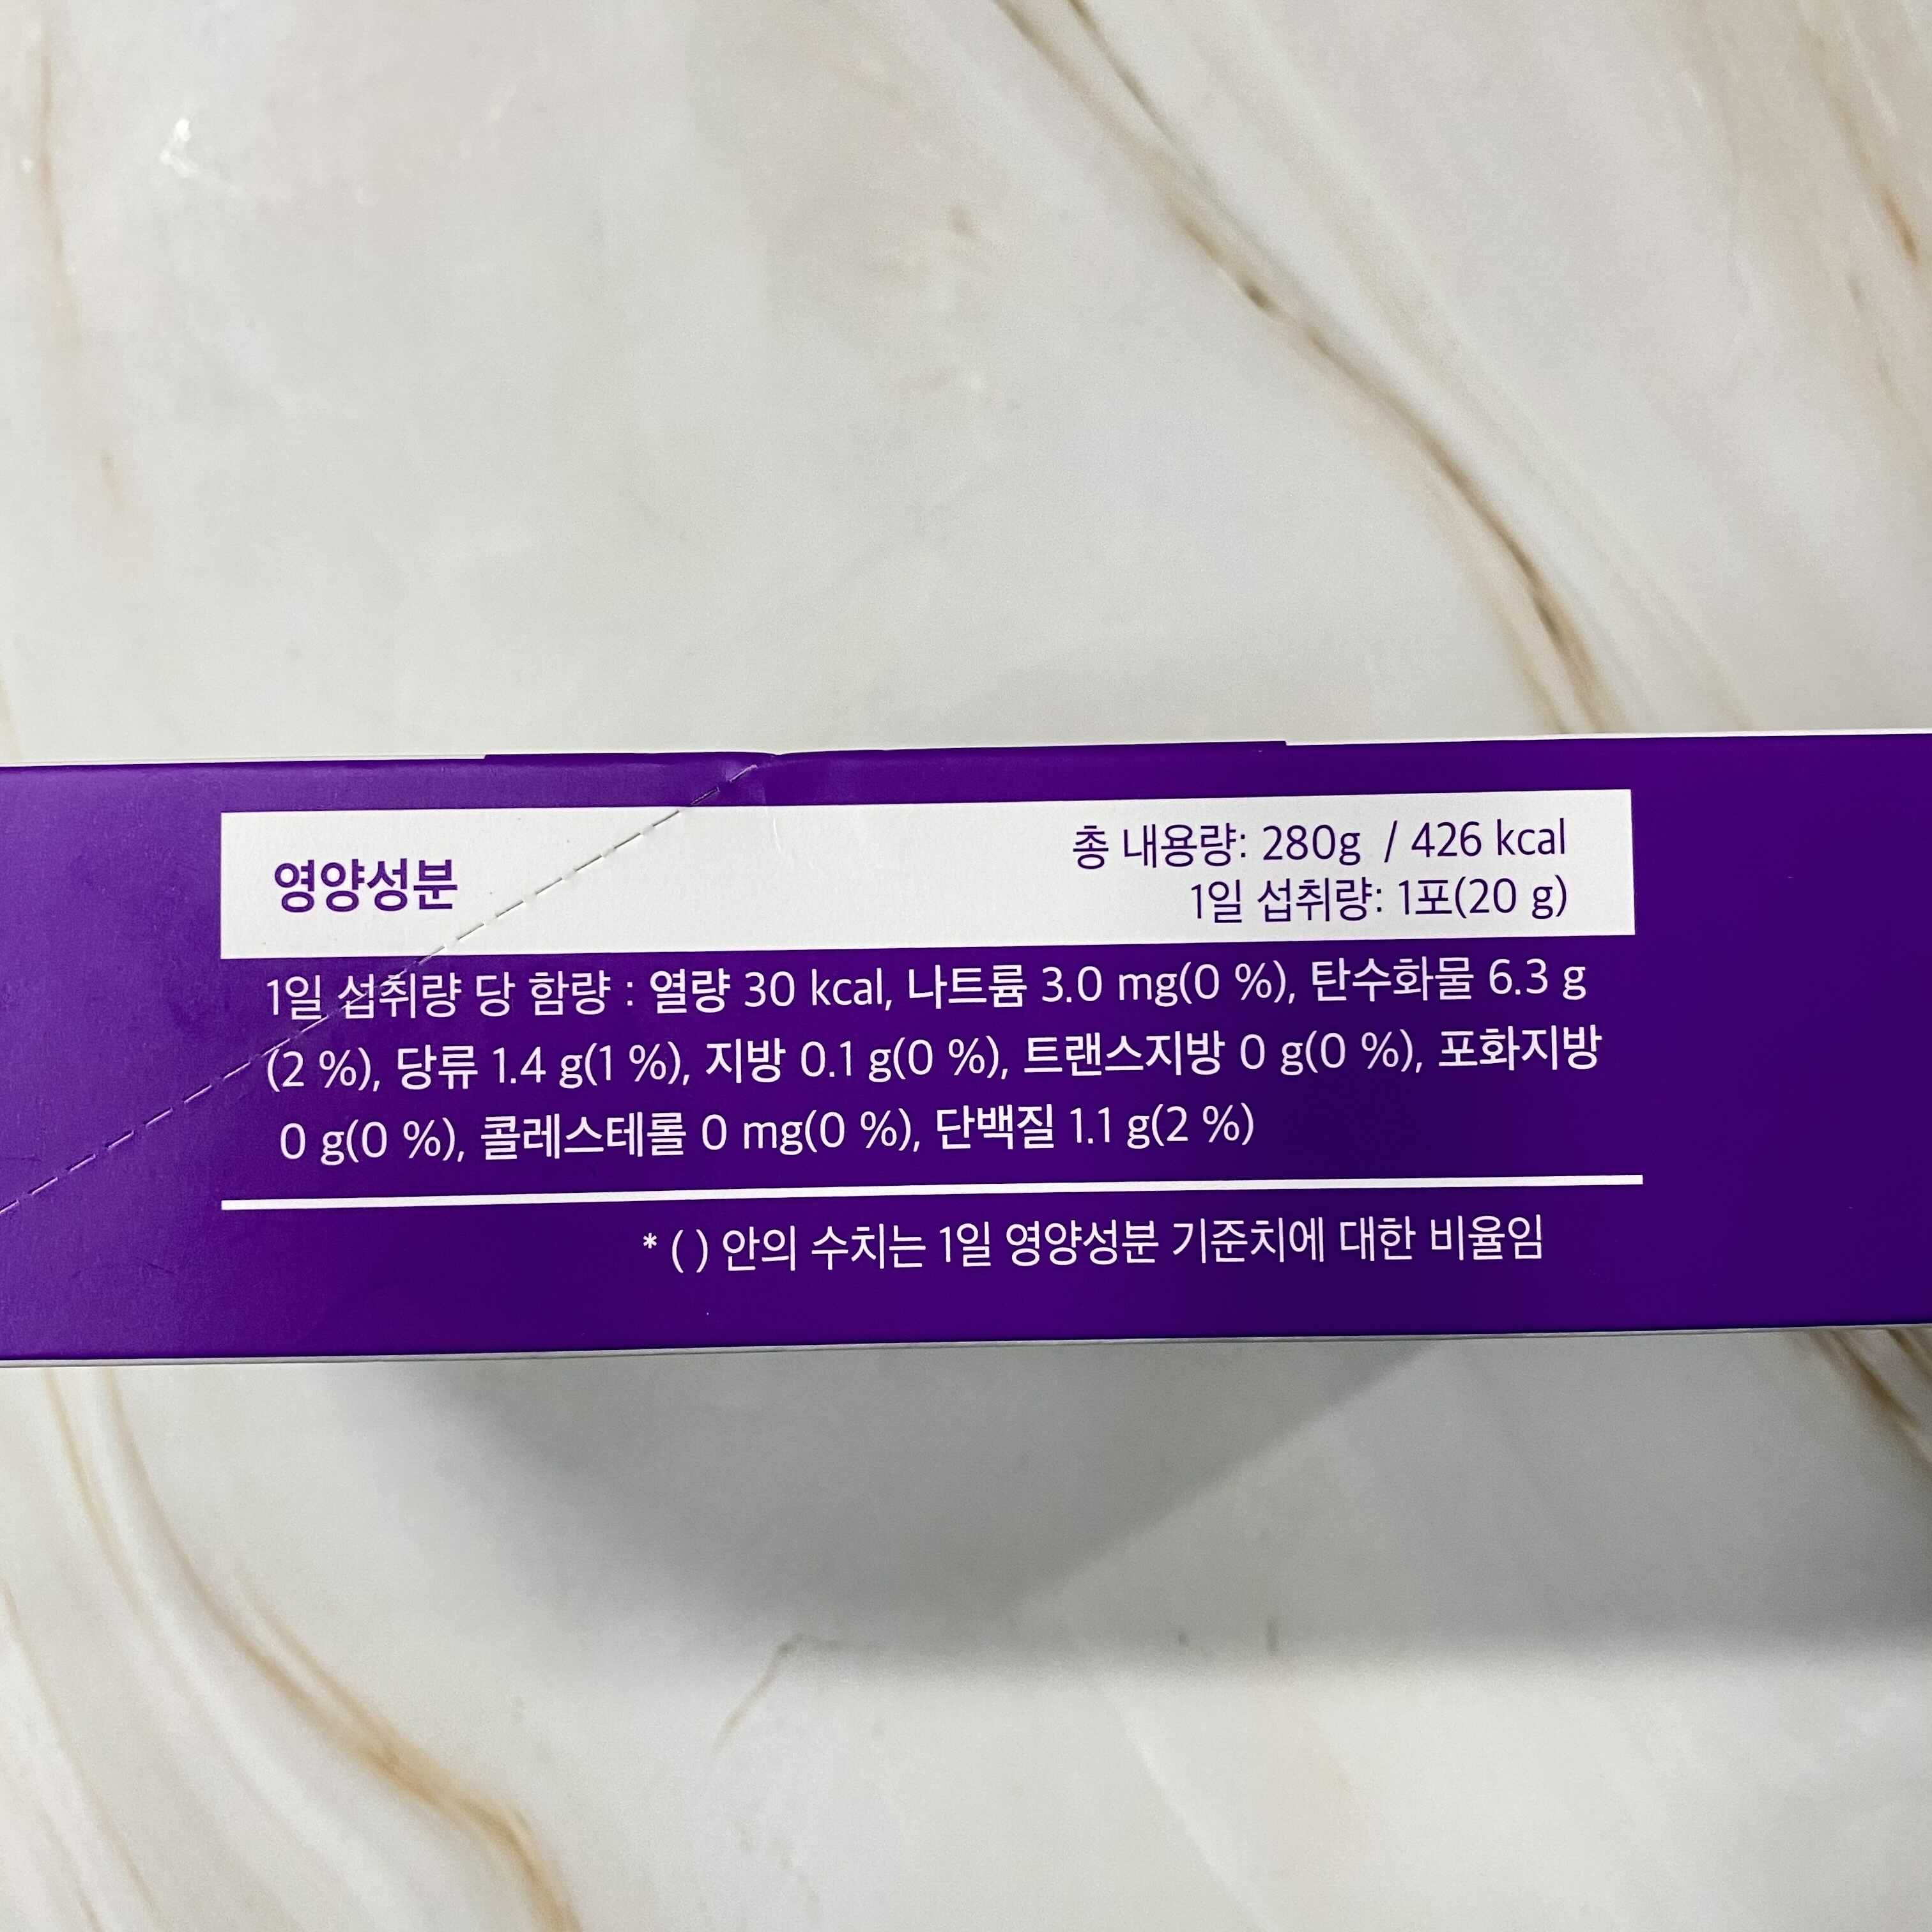 영양성분
총 내용량: 280g / 426 kcal
1일 섭취량: 1포(20 g)
1일 섭취량 당 함량 : 열량 30 kcal, 나트륨 3.0 mg(0 %), 탄수화물 6.3 g
(2 %), 당류 1.4 g(1 %), 지방 0.1 g(0 %), 트랜스지방 0 g(0 %), 포화지방
0 g(0 %), 콜레스테롤 0 mg(0 %), 단백질 1.1 g(2 %)
* ( ) 안의 수치는 1일 영양성분 기준치에 대한 비율임